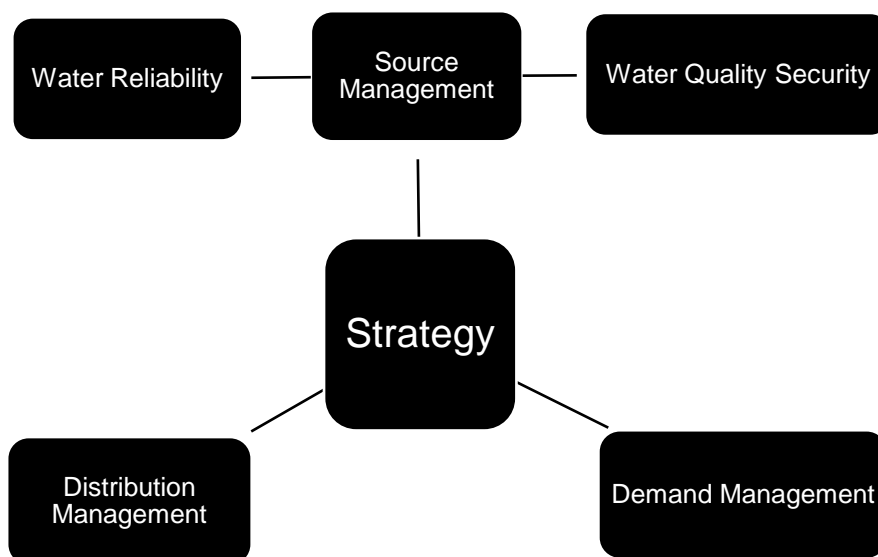 Water Reliability
Source
Management
Water Quality Security
Strategy
Distribution
Management
Demand Management